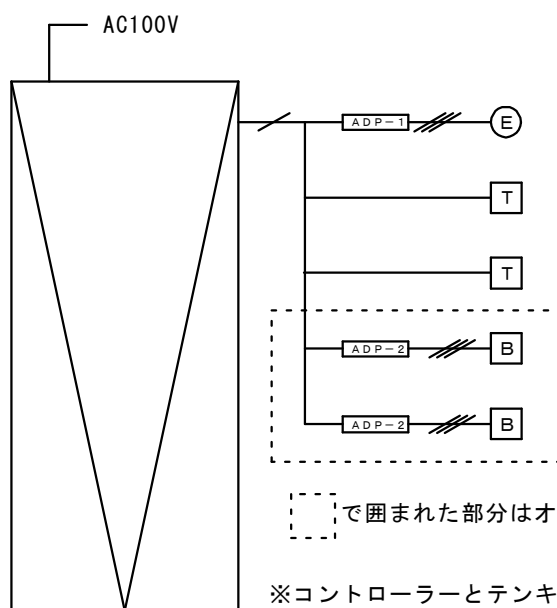 AC100V
ADP-1
E
T
T
ADP-2
B
ADP-2
B
で囲まれた部分はオ
※コントローラーとテンキ